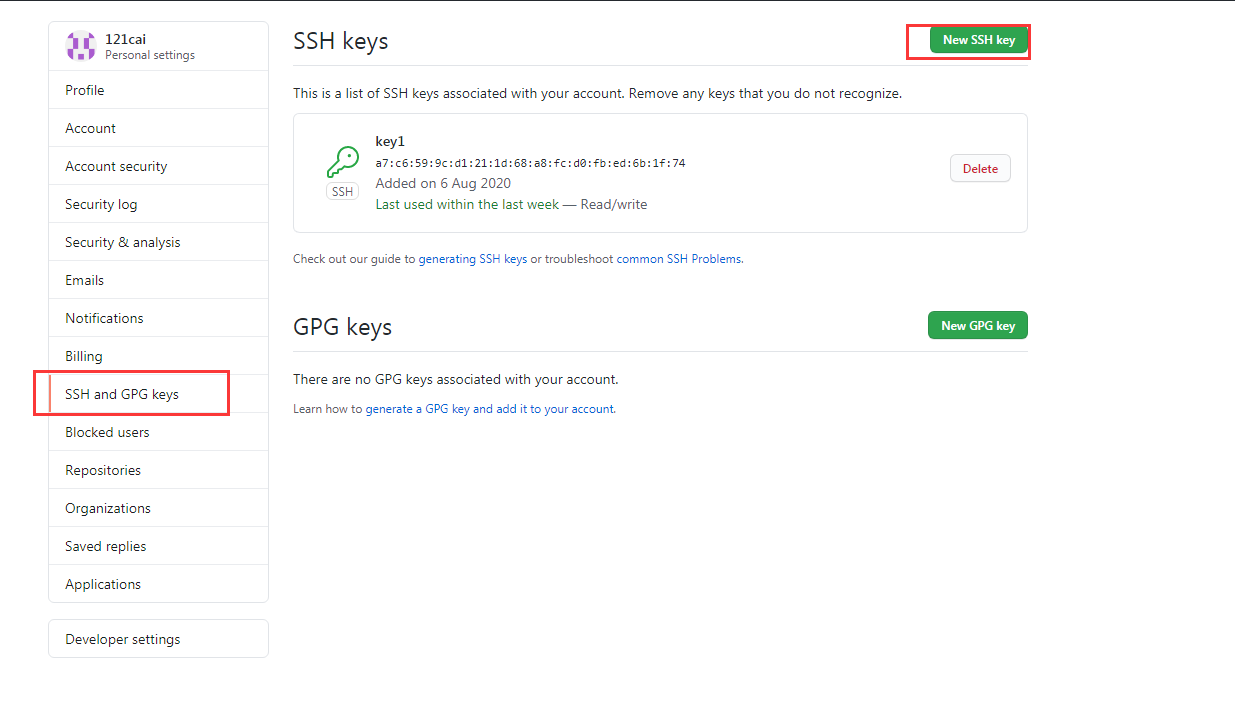 121cai
Personal settings
Profile
Account
Account security
Security log
Security & analysis
Emails
Notifications
Billing
SSH and GPG keys
Blocked users
Repositories
Organizations
Saved replies
Applications
Developer settings
SSH keys
New SSH key
This is a list of SSH keys associated with your account. Remove any keys that you do not recognize.
SSH
key1
a7:c6:59:9c:d1:21:1d:68:a8:fc:d0:fb:ed:6b:1f:74
Added on 6 Aug 2020
Last used within the last week — Read/write
Delete
Check out our guide to generating SSH keys or troubleshoot common SSH Problems.
GPG keys
New GPG key
There are no GPG keys associated with your account.
Learn how to generate a GPG key and add it to your account.